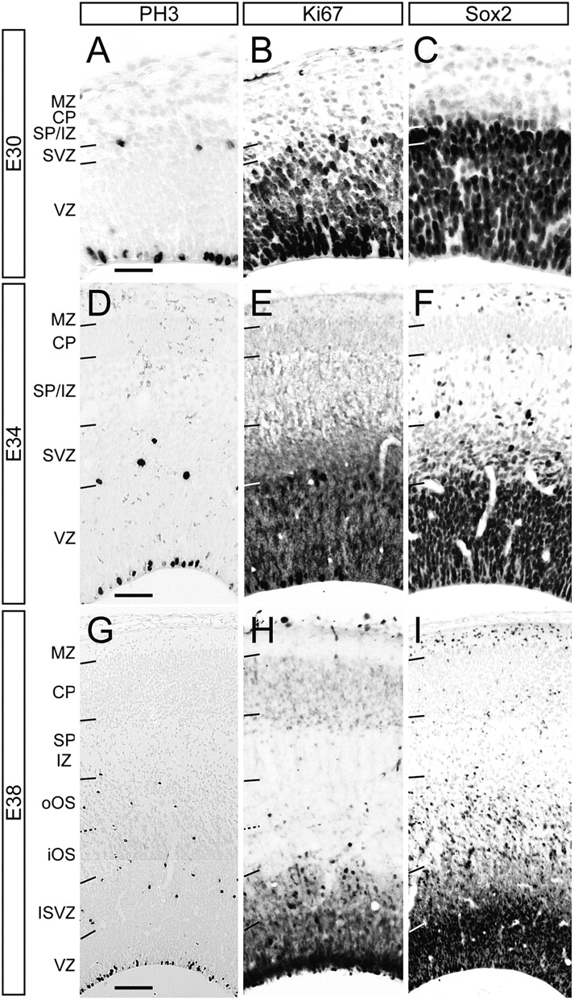 PH3 Ki67 Sox2
E30
A B C
MZ
CP
SP/IZ
SVZ
VZ
E34
D E F
MZ
CP
SP/IZ
SVZ
VZ
E38
G H I
MZ
CP
SP
IZ
oOS
iOS
ISVZ
VZ